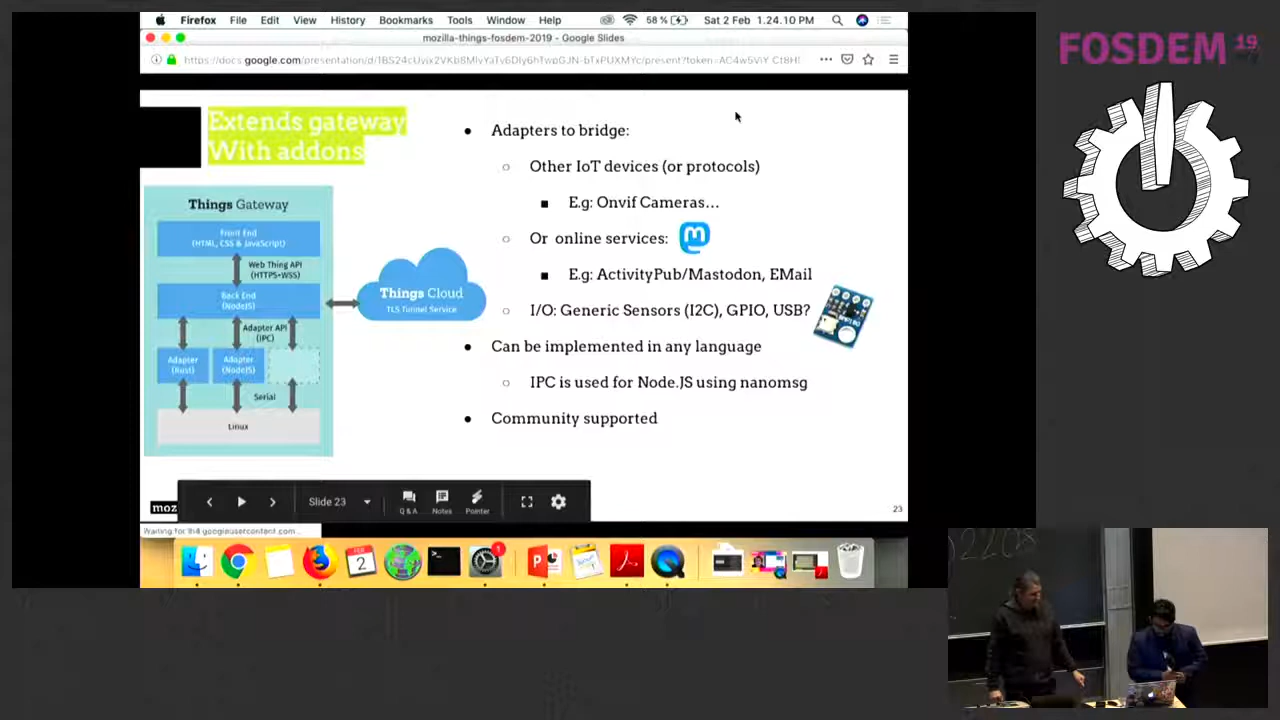 Firefox File Edit View History Bookmarks Tools Window Help 58 % Sat 2 Feb 1.24.10 PM
mozilla-things-fosdem-2019 - Google Slides
Extends gateway
With addons
Things Gateway
Front End
(HTML, CSS & JavaScript)
Web Thing API
(HTTPS+WSS)
Back End
(NodeJS)
Adapter API
(IPC)
Adapter
(Rust)
Adapter
(NodeJS)
Serial
Linux
Things Cloud
TLS Tunnel Service
● Adapters to bridge:
○ Other IoT devices (or protocols)
■ E.g: Onvif Cameras...
○ Or online services:
■ E.g: ActivityPub/Mastodon, EMail
○ I/O: Generic Sensors (I2C), GPIO, USB?
● Can be implemented in any language
○ IPC is used for Node.JS using nanomsg
● Community supported
moz
Slide 23
Q & A Notes Pointer
23
FEB
2
1
FOSDEM 19